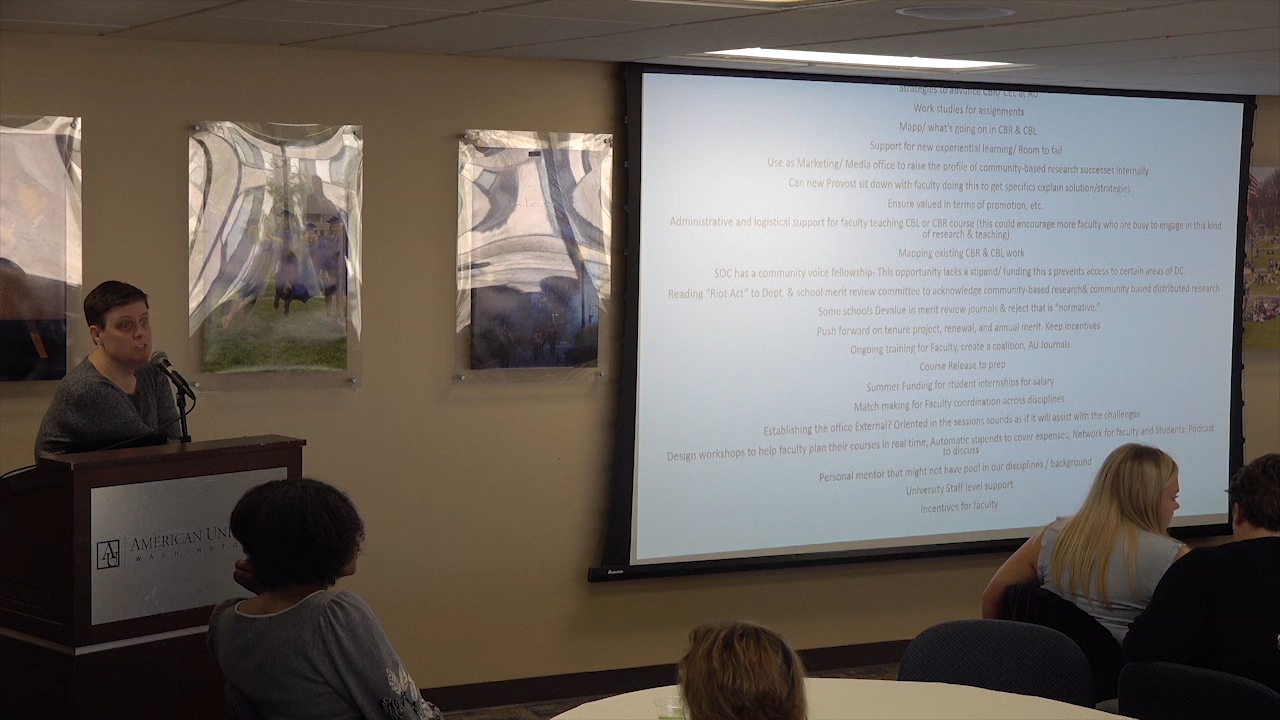 Strategies to advance CBR/ CEL at AU
Work studies for assignments
Mapp/ what's going on in CBR & CBL
Support for new experiential learning/ Room to fail
Use as Marketing/ Media office to raise the profile of community-based research successes internally
Can new Provost sit down with faculty doing this to get specifics explain solution/strategies
Ensure valued in terms of promotion, etc.
Administrative and logistical support for faculty teaching CBL or CBR course (this could encourage more faculty who are busy to engage in this kind
of research & teaching)
Mapping existing CBR & CBL work
SOC has a community voice fellowship- This opportunity lacks a stipend/ funding this s prevents access to certain areas of DC.
Reading "Riot Act" to Dept. & school merit review committee to acknowledge community-based research& community based distributed research
Some schools Devalue in merit review journals & reject that is "normative."
Push forward on tenure project, renewal, and annual merit. Keep Incentives
Ongoing training for Faculty, create a coalition, AU Journals
Course Release to prep
Summer Funding for student internships for salary
Match making for Faculty coordination across disciplines
Establishing the office External? Oriented in the sessions sounds as if it will assist with the challenges
Design workshops to help faculty plan their courses in real time, Automatic stipends to cover expenses, Network for faculty and Students, Podcast
to discuss
Personal mentor that might not have pool in our disciplines / background
University Staff level support
Incentives for faculty
AU
AMERICAN UNI
WASHINGTO